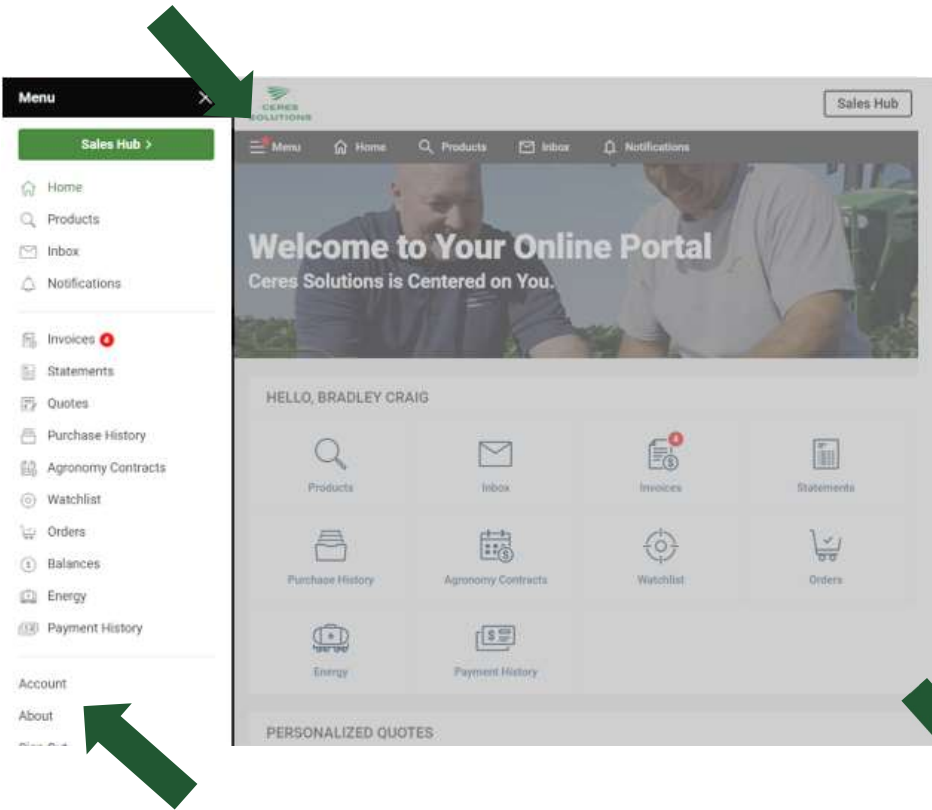 Menu
Sales Hub >
Home
Products
Inbox
Notifications
Invoices 4
Statements
Quotes
Purchase History
Agronomy Contracts
Watchlist
Orders
Balances
Energy
Payment History
Account
About
CERES
SOLUTIONS
Sales Hub
Menu Home Products Inbox Notifications
Welcome to Your Online Portal
Ceres Solutions is Centered on You.
HELLO, BRADLEY CRAIG
4
Products Inbox Invoices Statements
Purchase History Agronomy Contracts Watchlist Orders
Energy Payment History
PERSONALIZED QUOTES